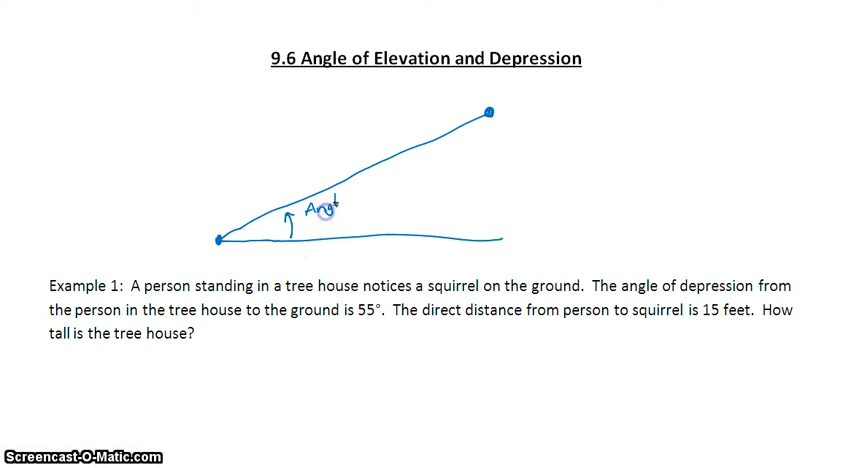 9.6 Angle of Elevation and Depression
Angl
Example 1: A person standing in a tree house notices a squirrel on the ground. The angle of depression from
the person in the tree house to the ground is 55°. The direct distance from person to squirrel is 15 feet. How
tall is the tree house?
Screencast-O-Matic.com